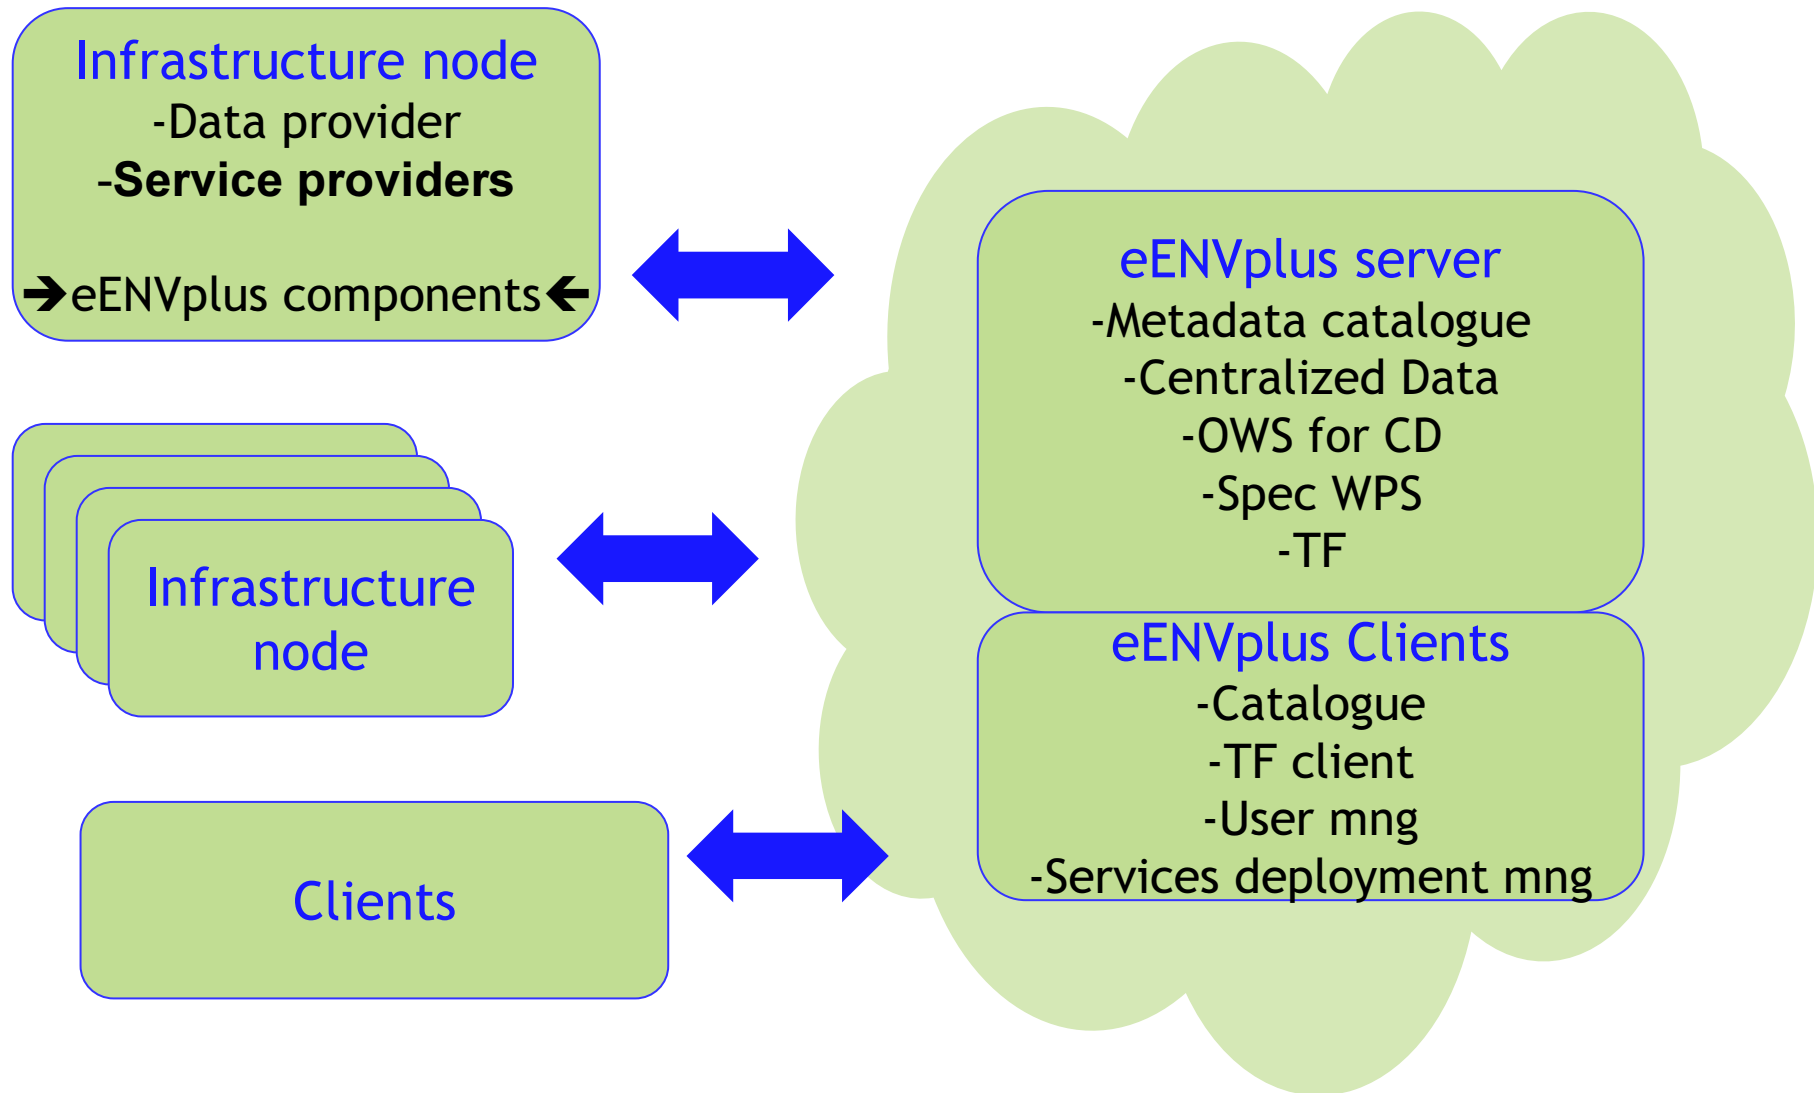 Infrastructure node
-Data provider
-Service providers
➔eENVplus components🡰
Infrastructure
node
Clients
eENVplus server
-Metadata catalogue
-Centralized Data
-OWS for CD
-Spec WPS
-TF
eENVplus Clients
-Catalogue
-TF client
-User mng
-Services deployment mng